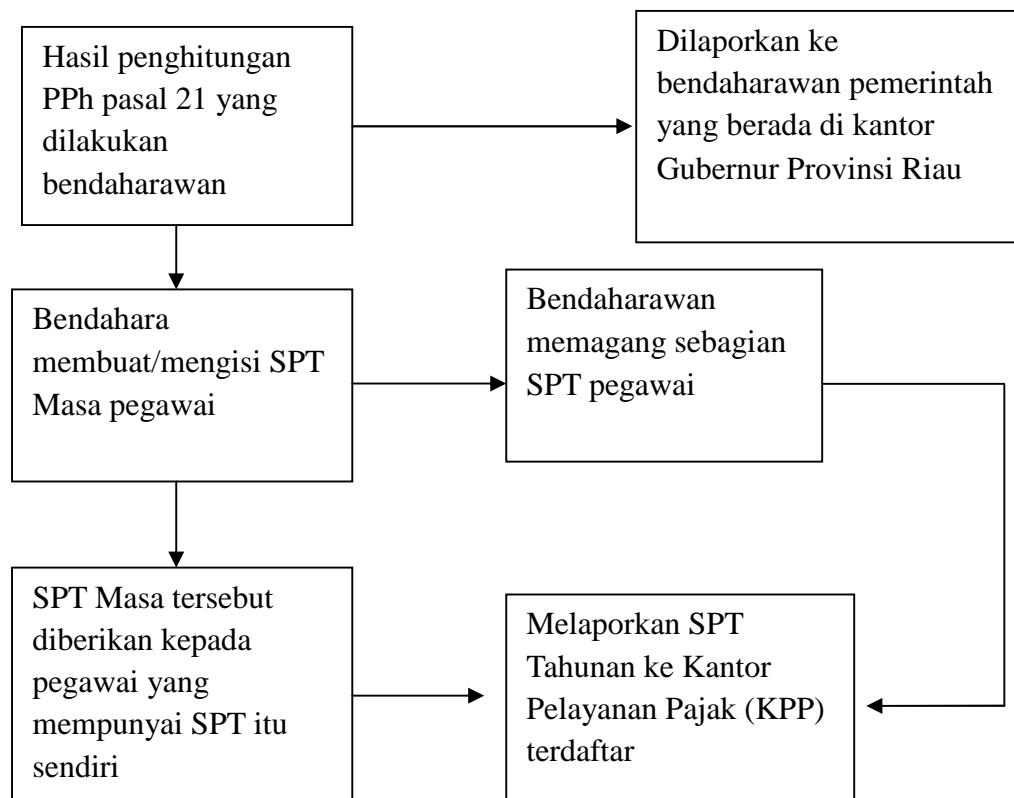 Hasil penghitungan
PPh pasal 21 yang
dilakukan
bendaharawan
Dilaporkan ke
bendaharawan pemerintah
yang berada di kantor
Gubernur Provinsi Riau
Bendahara
membuat/mengisi SPT
Masa pegawai
Bendaharawan
memagang sebagian
SPT pegawai
SPT Masa tersebut
diberikan kepada
pegawai yang
mempunyai SPT itu
sendiri
Melaporkan SPT
Tahunan ke Kantor
Pelayanan Pajak (KPP)
terdaftar